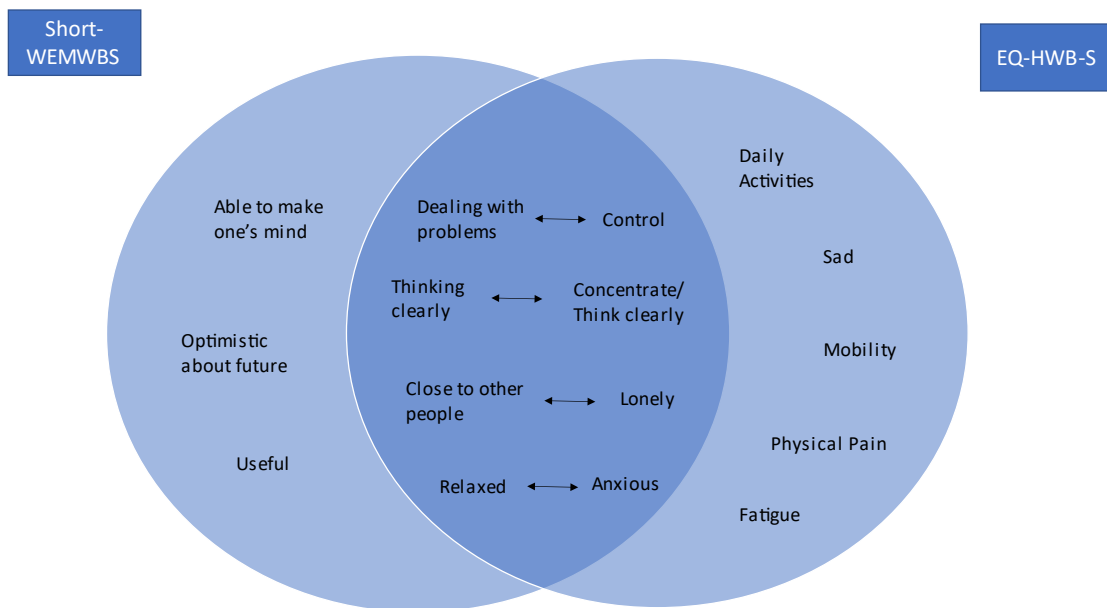 Short-
WEMWBS
EQ-HWB-S
Able to make
one’s mind
Optimistic
about future
Useful
Dealing with
problems
Control
Thinking
clearly
Concentrate/
Think clearly
Close to other
people
Lonely
Relaxed
Anxious
Daily
Activities
Sad
Mobility
Physical Pain
Fatigue